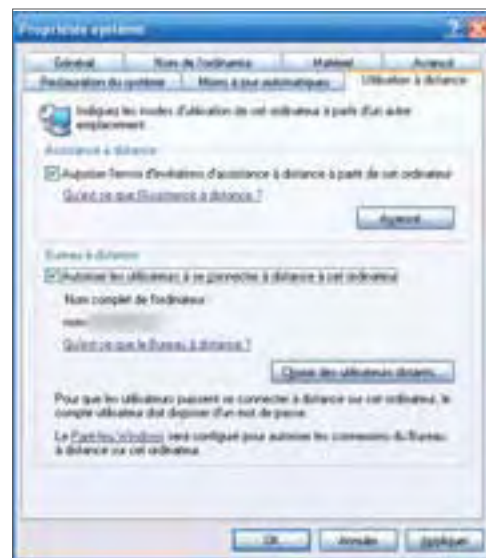 Propriétés système
Général Nom de l'ordinateur Matériel Avancé
Restauration du système Mises à jour automatiques Utilisation à distance
Indiquez les modes d'utilisation de cet ordinateur à partir d'un autre
emplacement.
Assistance à distance
Autoriser l'envoi d'invitations d'assistance à distance à partir de cet ordinateur
Qu'est-ce que l'Assistance à distance ?
Avancé...
Bureau à distance
Autoriser les utilisateurs à se connecter à distance à cet ordinateur
Nom complet de l'ordinateur :
Qu'est-ce que le Bureau à distance ?
Choisir des utilisateurs distants...
Pour que les utilisateurs puissent se connecter à distance sur cet ordinateur, le
compte utilisateur doit disposer d'un mot de
passe.
Le Pare-feu Windows sera configuré pour autoriser les connexions du Bureau
à distance sur cet ordinateur.
OK Annuler Appliquer